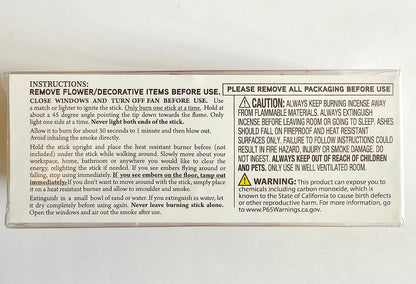 INSTRUCTIONS:
REMOVE FLOWER/DECORATIVE ITEMS BEFORE USE.
CLOSE WINDOWS AND TURN OFF FAN BEFORE USE. Use
a match or lighter to ignite the stick. Only burn one stick at a time. Hold at
about a 45 degree angle pointing the tip down towards the flame. Only
light one end at a time. Never light both ends of the stick.
Allow it to burn for about 30 seconds to 1 minute and then blow out.
Avoid inhaling the smoke directly.
Hold the stick upright and place the heat resistant burner before (not
included) under the stick while walking around. Slowly move about your
workspace, home, bathroom or anywhere you would like to clear the
energy, relighting the stick if needed. If you see embers flying around or
falling, stop using immediately. If you see embers on the floor, tamp out
immediately. If you don't want to move around with the stick, simply place
it on a heat resistant burner and allow to smoulder and smoke.
Extinguish in a small bowl of sand or water. If you extinguish in water, let
it dry completely before using again. Never leave burning stick alone.
Open the windows and air out the smoke after use.
PLEASE REMOVE ALL PACKAGING BEFORE USE
CAUTION: ALWAYS KEEP BURNING INCENSE AWAY
FROM FLAMMABLE MATERIALS. ALWAYS EXTINGUISH
INCENSE BEFORE LEAVING ROOM OR GOING TO SLEEP. ASHES
SHOULD FALL ON FIREPROOF AND HEAT RESISTANT
SURFACES ONLY. FAILURE TO FOLLOW INSTRUCTIONS COULD
RESULT IN FIRE HAZARD, INJURY OR SMOKE DAMAGE. DO
NOT INGEST. ALWAYS KEEP OUT OF REACH OF CHILDREN
AND PETS. ONLY USE IN WELL VENTILATED ROOM.
WARNING: This product can expose you to
chemicals including carbon monoxide, which is
known to the State of California to cause birth defects
or other reproductive harm. For more information, go
to www.P65Warnings.ca.gov.